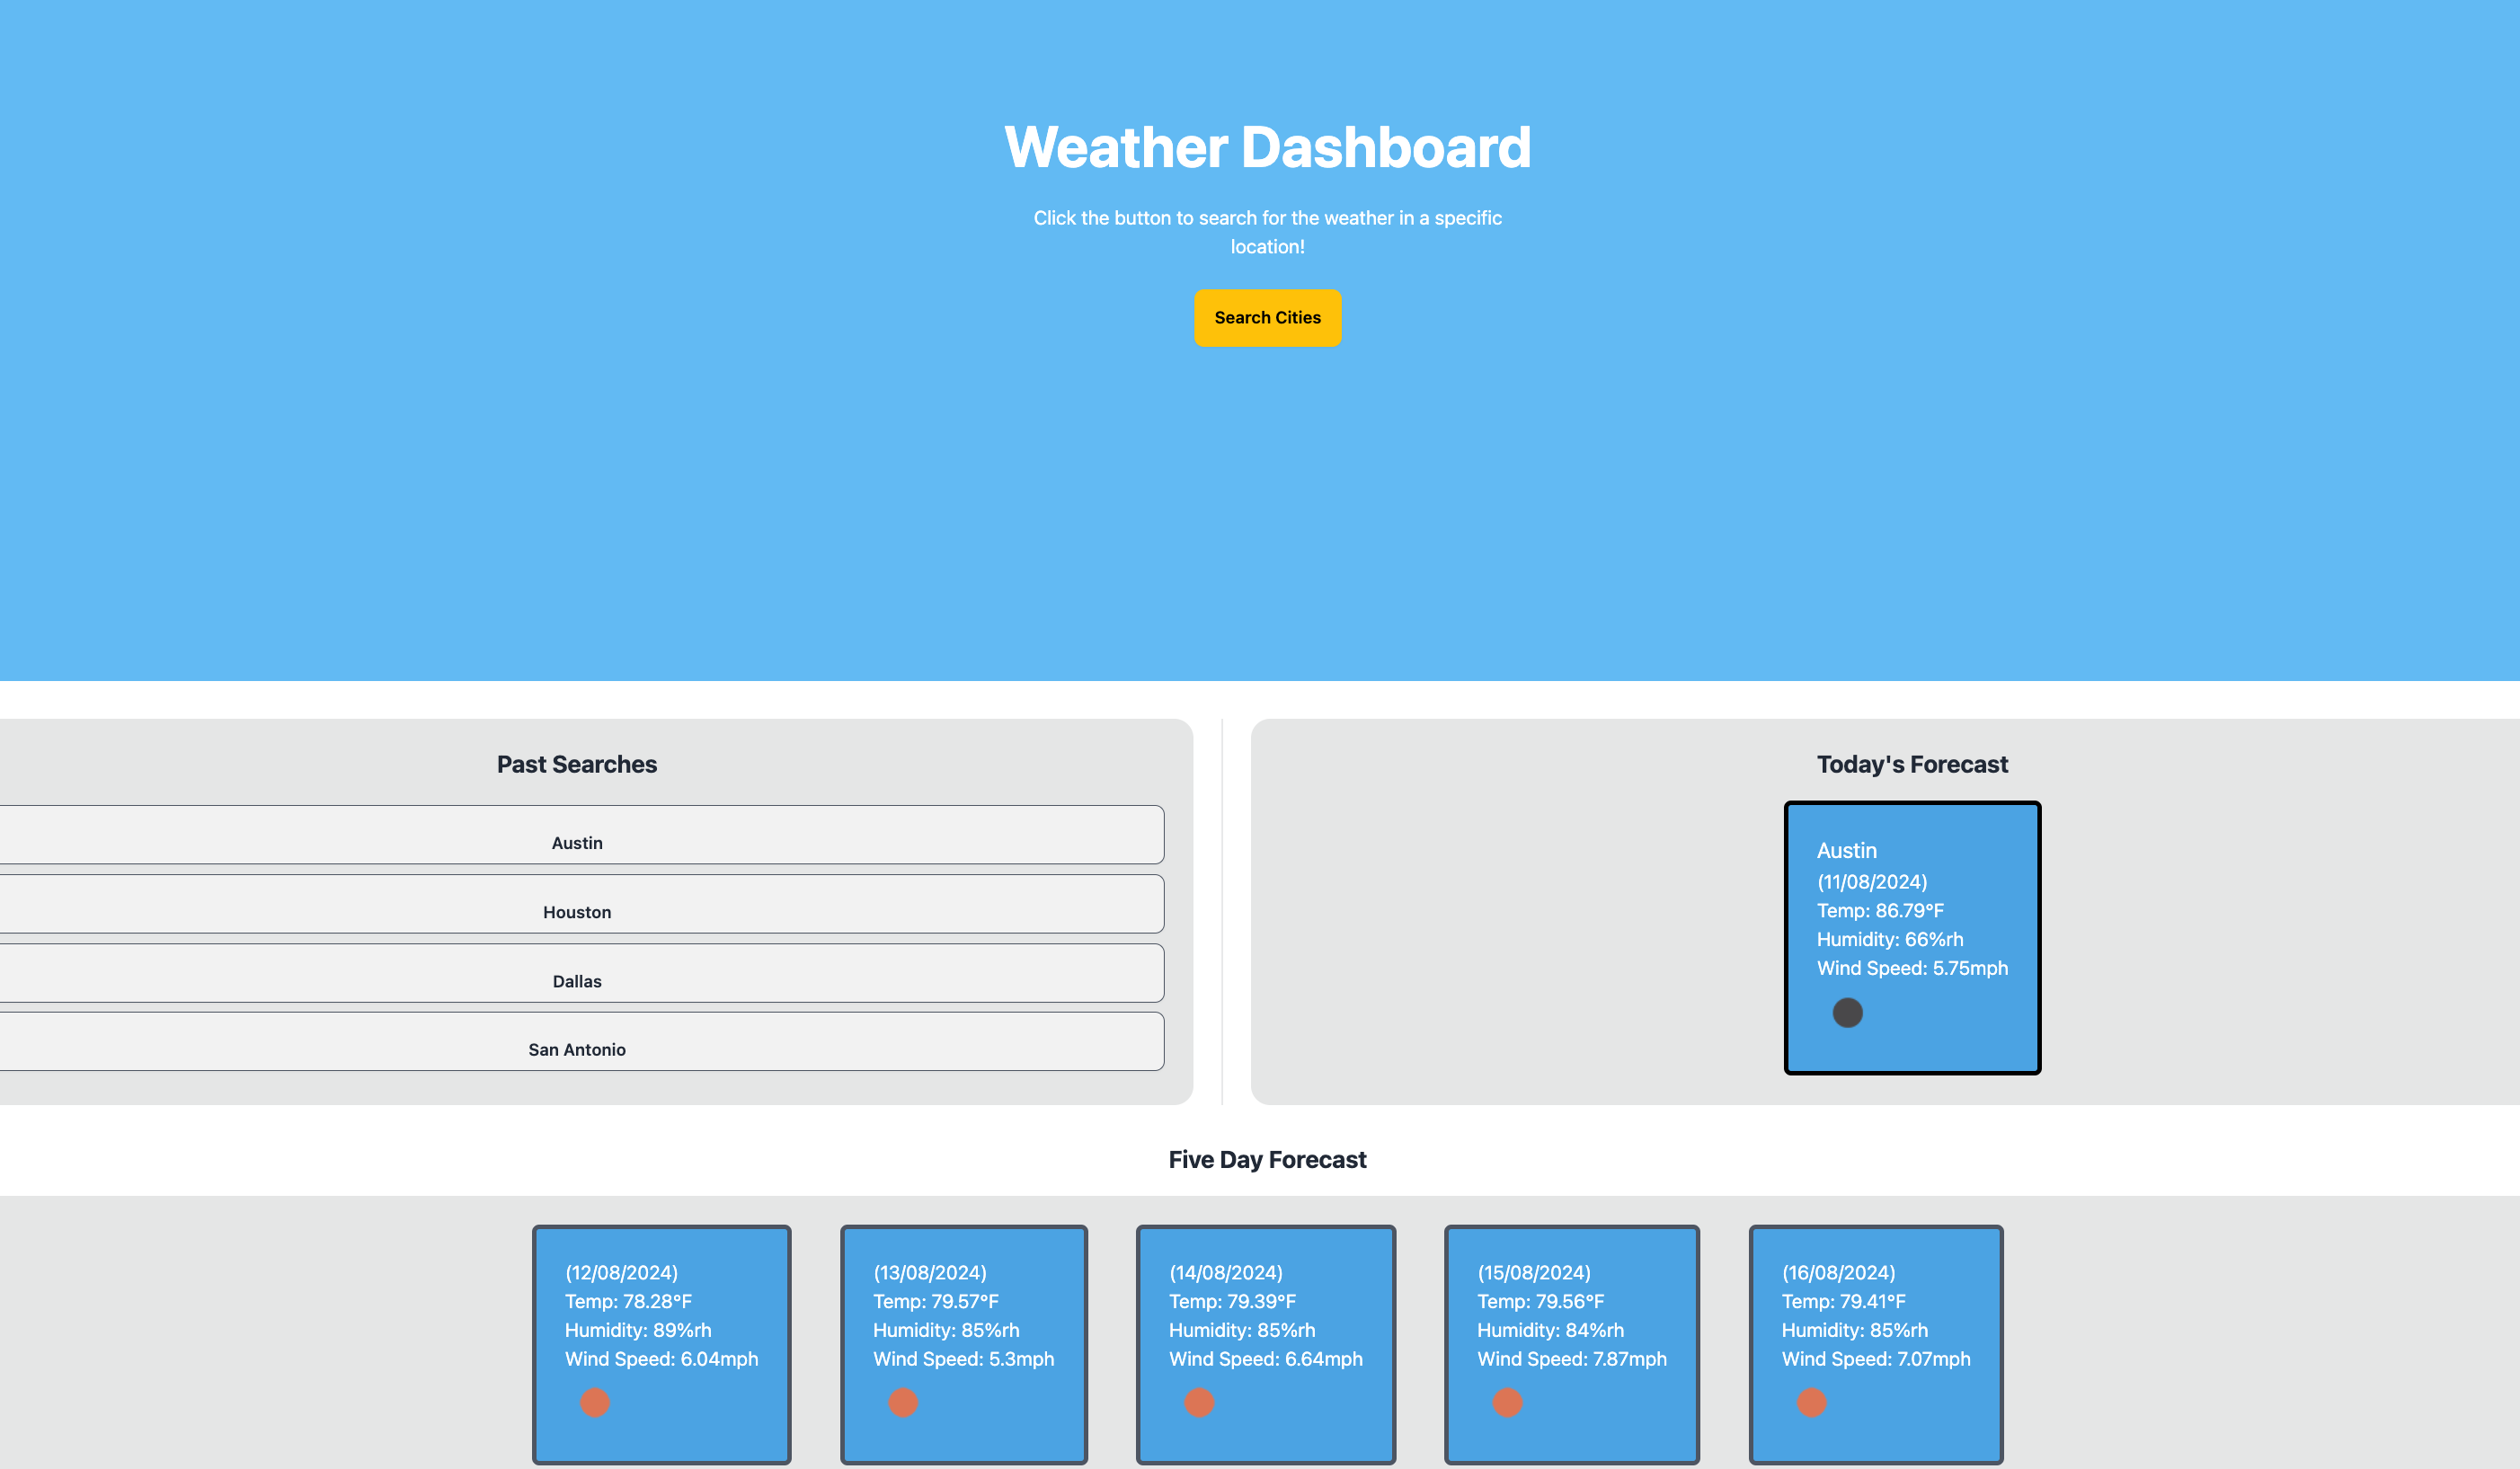 Weather Dashboard
Click the button to search for the weather in a specific
location!
Search Cities
Past Searches
Austin
Houston
Dallas
San Antonio
Today's Forecast
Austin
(11/08/2024)
Temp: 86.79°F
Humidity: 66%rh
Wind Speed: 5.75mph
Five Day Forecast
(12/08/2024)
Temp: 78.28°F
Humidity: 89%rh
Wind Speed: 6.04mph
(13/08/2024)
Temp: 79.57°F
Humidity: 85%rh
Wind Speed: 5.3mph
(14/08/2024)
Temp: 79.39°F
Humidity: 85%rh
Wind Speed: 6.64mph
(15/08/2024)
Temp: 79.56°F
Humidity: 84%rh
Wind Speed: 7.87mph
(16/08/2024)
Temp: 79.41°F
Humidity: 85%rh
Wind Speed: 7.07mph